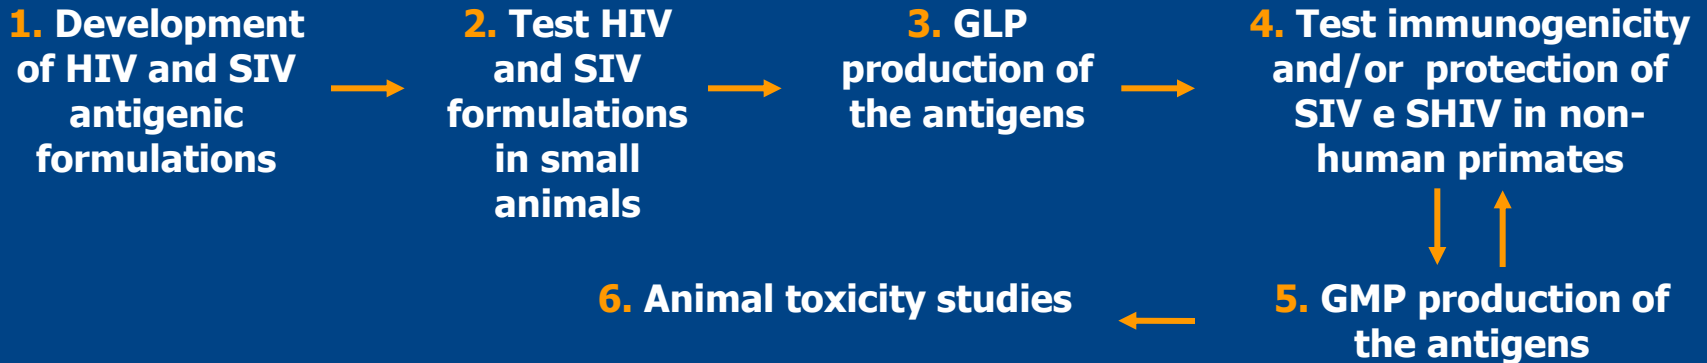 1. Development
of HIV and SIV
antigenic
formulations
2. Test HIV
and SIV
formulations
in small
animals
3. GLP
production of
the antigens
4. Test immunogenicity
and/or protection of
SIV e SHIV in non-
human primates
5. GMP production of
the antigens
6. Animal toxicity studies